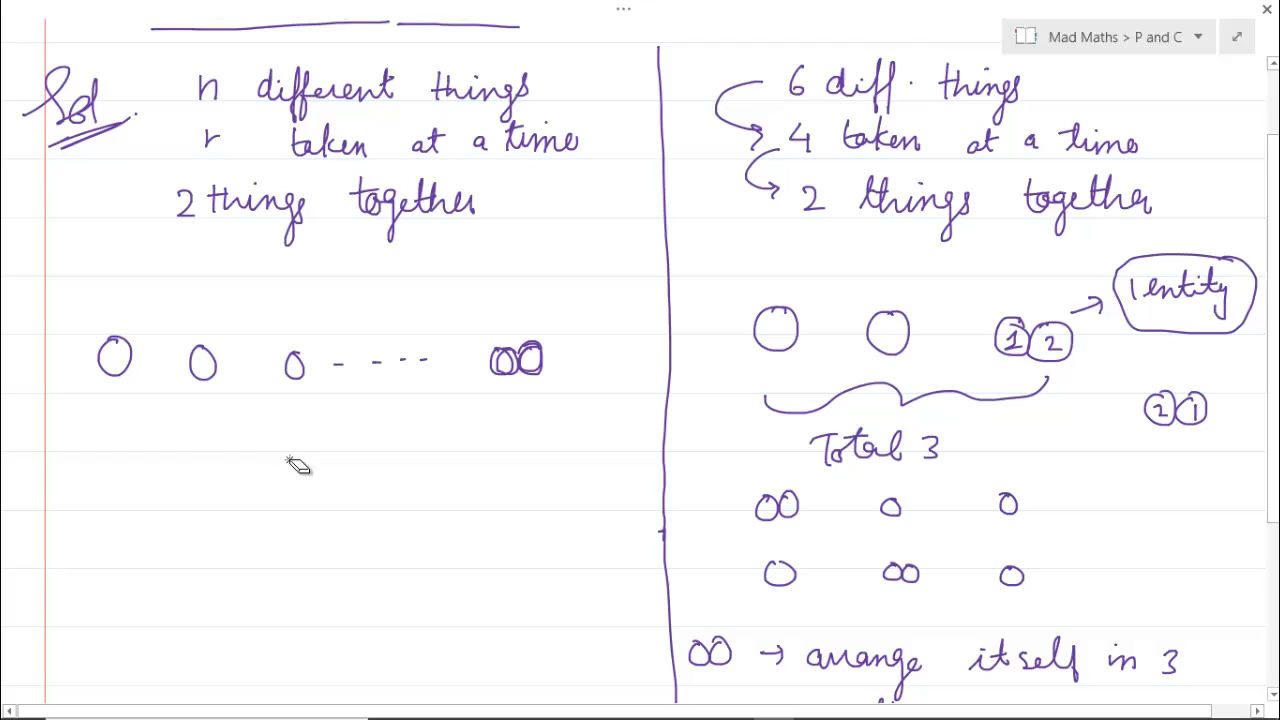 Mad Maths > P and C
Sol.
n different things
r taken at a time
2 things together
6 diff. things
4 taken at a time
2 things together
1 entity
1 2
2 1
Total 3
→ arrange itself in 3